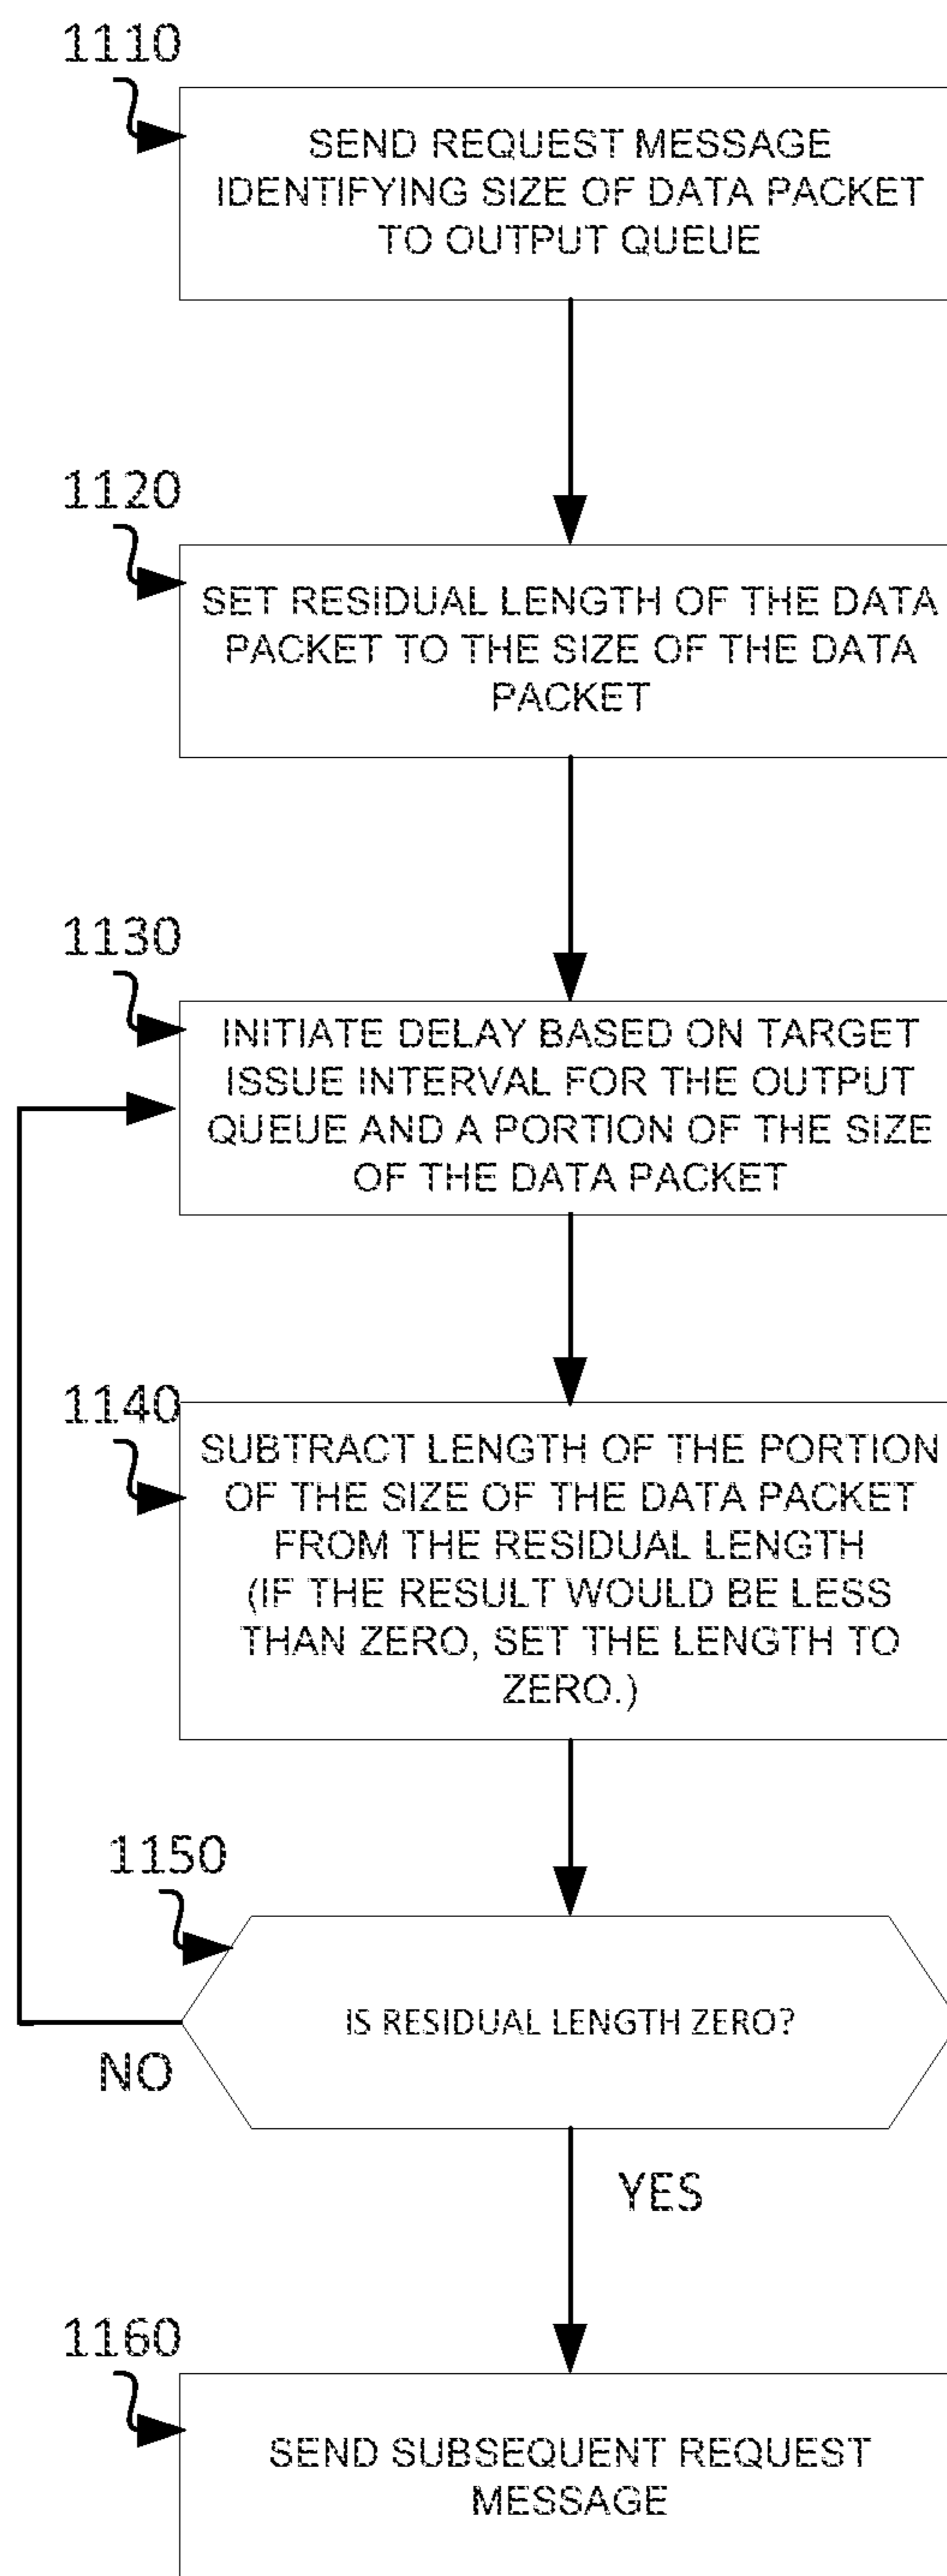 1110
SEND REQUEST MESSAGE
IDENTIFYING SIZE OF DATA PACKET
TO OUTPUT QUEUE
1120
SET RESIDUAL LENGTH OF THE DATA
PACKET TO THE SIZE OF THE DATA
PACKET
1130
INITIATE DELAY BASED ON TARGET
ISSUE INTERVAL FOR THE OUTPUT
QUEUE AND A PORTION OF THE SIZE
OF THE DATA PACKET
1140
SUBTRACT LENGTH OF THE PORTION
OF THE SIZE OF THE DATA PACKET
FROM THE RESIDUAL LENGTH
(IF THE RESULT WOULD BE LESS
THAN ZERO, SET THE LENGTH TO
ZERO.)
1150
IS RESIDUAL LENGTH ZERO?
NO
YES
1160
SEND SUBSEQUENT REQUEST
MESSAGE